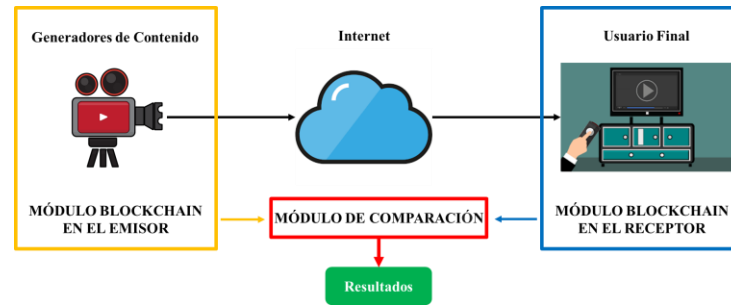 Generadores de Contenido
Internet
Usuario Final
MÓDULO BLOCKCHAIN
EN EL EMISOR
MÓDULO DE COMPARACIÓN
MÓDULO BLOCKCHAIN
EN EL RECEPTOR
Resultados